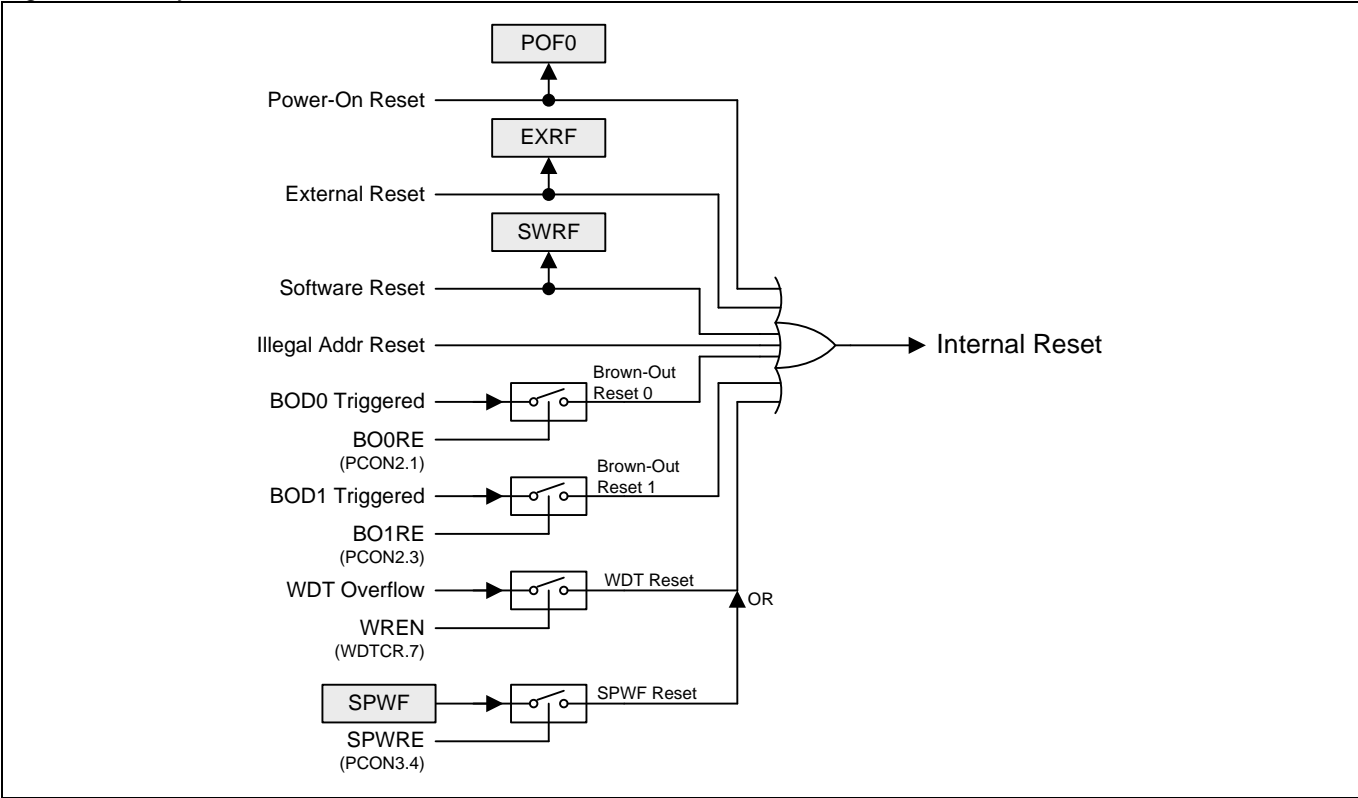 POF0
Power-On Reset
EXRF
External Reset
SWRF
Software Reset
Illegal Addr Reset
Internal Reset
Brown-Out
Reset 0
BOD0 Triggered
BO0RE
(PCON2.1)
Brown-Out
Reset 1
BOD1 Triggered
BO1RE
(PCON2.3)
WDT Overflow
WDT Reset
OR
WREN
(WDTCR.7)
SPWF
SPWF Reset
SPWRE
(PCON3.4)